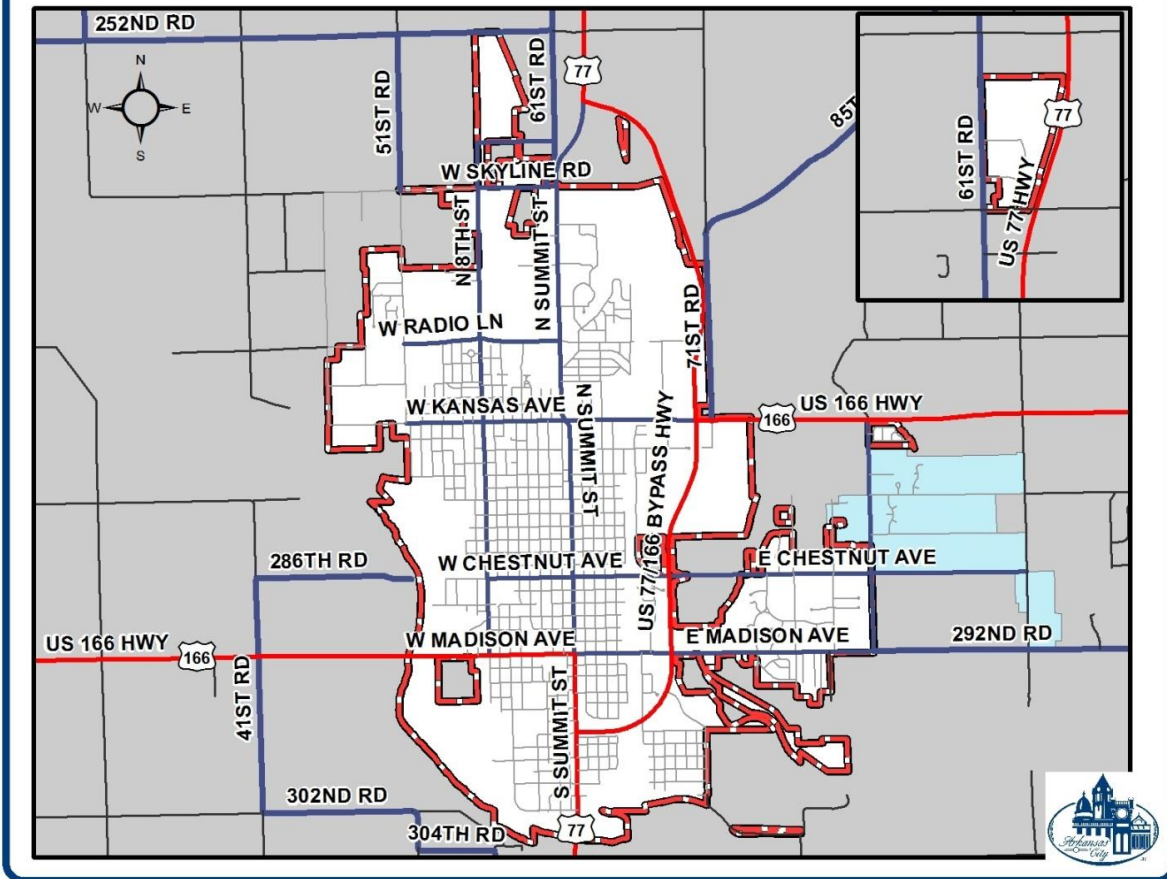 252ND RD
N
W
E
S
51ST RD
61ST RD
77
85T
W SKYLINE RD
N 8TH ST
N SUMMIT ST
61ST RD
77
US 77 HWY
W RADIO LN
71ST RD
W KANSAS AVE
N SUMMIT ST
US 77/166 BYPASS HWY
166
US 166 HWY
286TH RD
W CHESTNUT AVE
E CHESTNUT AVE
US 166 HWY
166
W MADISON AVE
E MADISON AVE
292ND RD
41ST RD
S SUMMIT ST
302ND RD
304TH RD
77
Arkansas
City